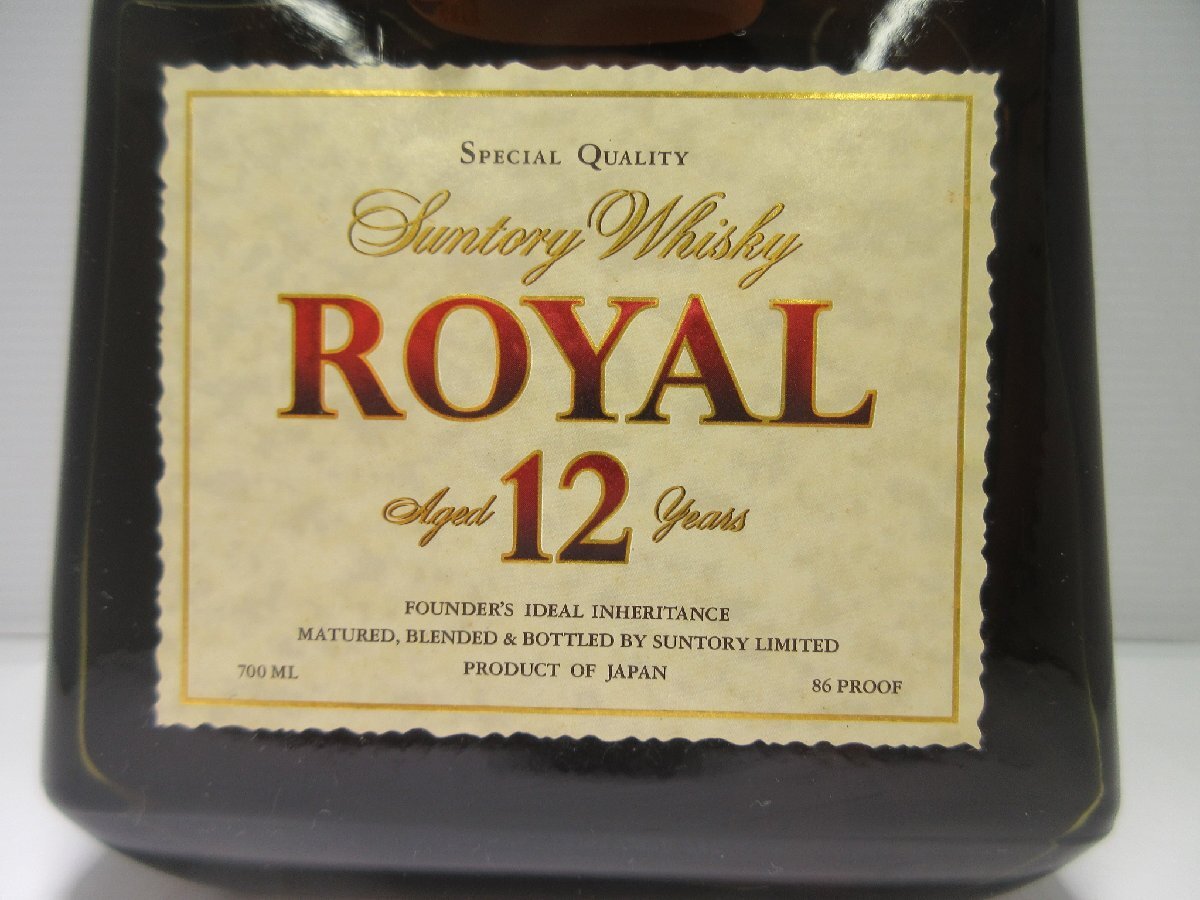 SPECIAL QUALITY
Suntory Whisky
ROYAL
Aged 12 Years
FOUNDER'S IDEAL INHERITANCE
MATURED, BLENDED & BOTTLED BY SUNTORY LIMITED
700 ML PRODUCT OF JAPAN 86 PROOF